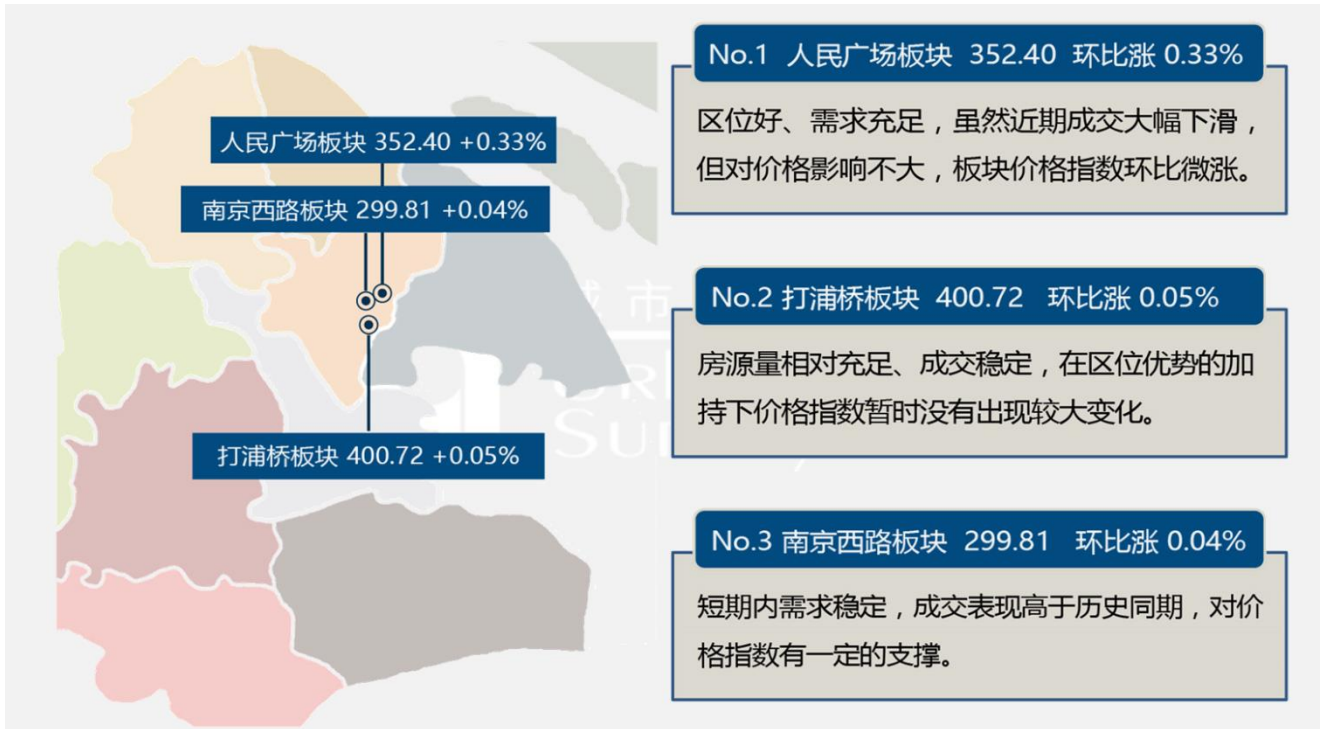 人民广场板块 352.40 +0.33%
南京西路板块 299.81 +0.04%
打浦桥板块 400.72 +0.05%
No.1 人民广场板块 352.40 环比涨 0.33%
区位好、需求充足，虽然近期成交大幅下滑，
但对价格影响不大，板块价格指数环比微涨。
No.2 打浦桥板块 400.72 环比涨 0.05%
房源量相对充足、成交稳定，在区位优势的加
持下价格指数暂时没有出现较大变化。
No.3 南京西路板块 299.81 环比涨 0.04%
短期内需求稳定，成交表现高于历史同期，对价
格指数有一定的支撑。